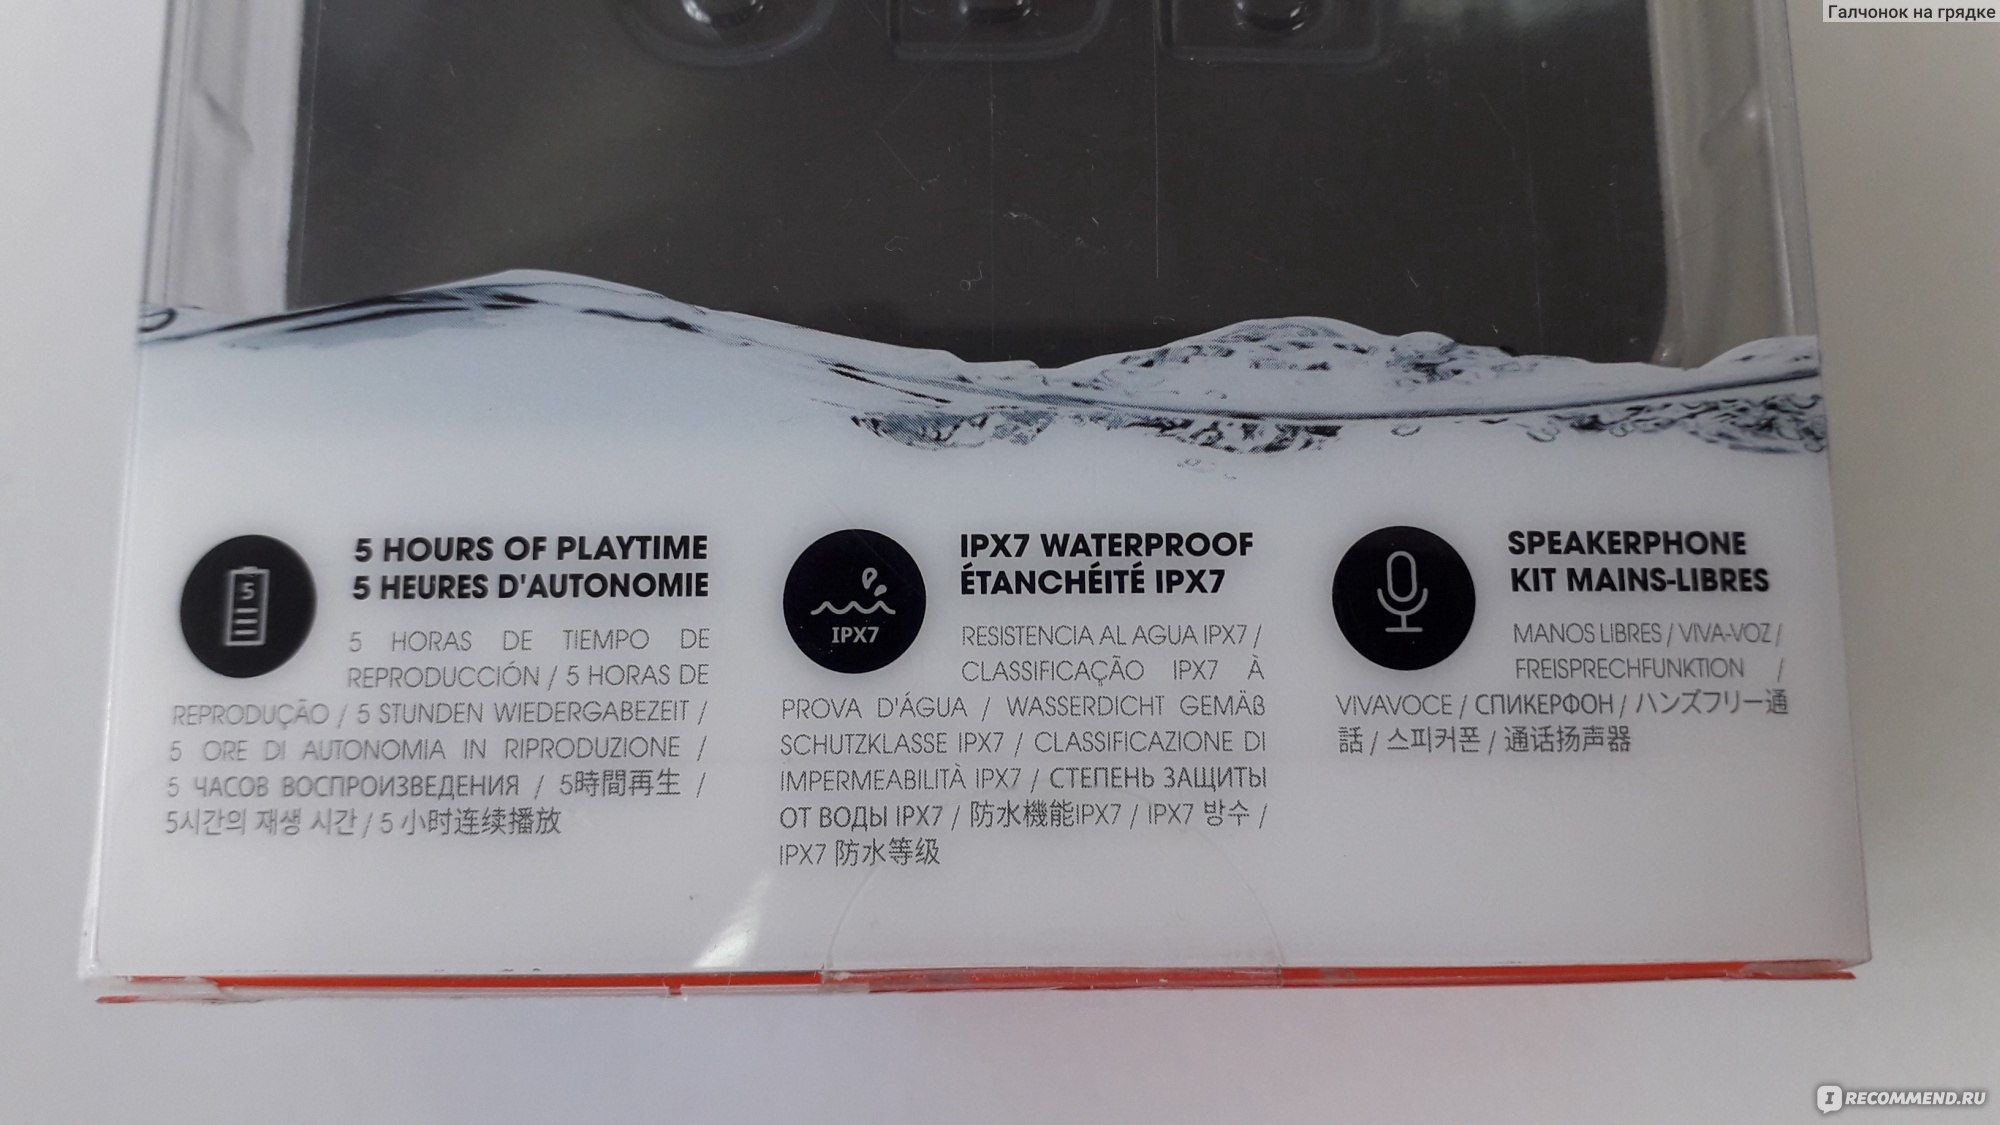 Галчонок на грядке
5
5 HOURS OF PLAYTIME
5 HEURES D'AUTONOMIE
5 HORAS DE TIEMPO DE
REPRODUCCIÓN / 5 HORAS DE
REPRODUÇÃO / 5 STUNDEN WIEDERGABEZEIT /
5 ORE DI AUTONOMIA IN RIPRODUZIONE /
5 ЧАСОВ ВОСПРОИЗВЕДЕНИЯ / 5時間再生 /
5시간의 재생 시간 / 5 小时连续播放
IPX7
IPX7 WATERPROOF
ÉTANCHÉITÉ IPX7
RESISTENCIA AL AGUA IPX7 /
CLASSIFICAÇÃO IPX7 À
PROVA D'ÁGUA / WASSERDICHT GEMÄß
SCHUTZKLASSE IPX7 / CLASSIFICAZIONE DI
IMPERMEABILITÀ IPX7 / СТЕПЕНЬ ЗАЩИТЫ
ОТ ВОДЫ IPX7 / 防水機能IPX7 / IPX7 방수 /
IPX7 防水等级
SPEAKERPHONE
KIT MAINS-LIBRES
MANOS LIBRES / VIVA-VOZ /
FREISPRECHFUNKTION /
VIVAVOCE / СПИКЕРФОН / ハンズフリー通
話 / 스피커폰 / 通话扬声器
I RECOMMEND.RU